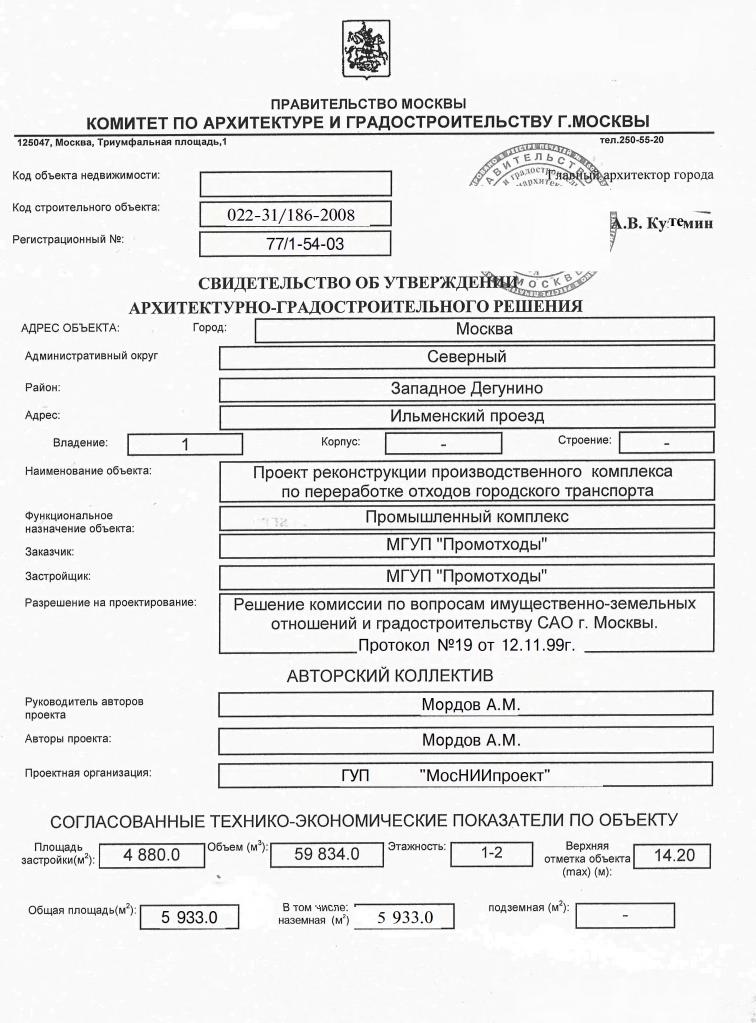 ПРАВИТЕЛЬСТВО МОСКВЫ
КОМИТЕТ ПО АРХИТЕКТУРЕ И ГРАДОСТРОИТЕЛЬСТВУ Г.МОСКВЫ
125047, Москва, Триумфальная площадь,1 тел.250-55-20
Код объекта недвижимости:
Главный архитектор города
Код строительного объекта: 022-31/186-2008
А.В. Кутемин
Регистрационный №: 77/1-54-03
СВИДЕТЕЛЬСТВО ОБ УТВЕРЖДЕНИИ
АРХИТЕКТУРНО-ГРАДОСТРОИТЕЛЬНОГО РЕШЕНИЯ
АДРЕС ОБЪЕКТА: Город: Москва
Административный округ Северный
Район: Западное Дегунино
Адрес: Ильменский проезд
Владение: 1 Корпус: - Строение: -
Наименование объекта: Проект реконструкции производственного комплекса
по переработке отходов городского транспорта
Функциональное
назначение объекта: Промышленный комплекс
Заказчик: МГУП "Промотходы"
Застройщик: МГУП "Промотходы"
Разрешение на проектирование: Решение комиссии по вопросам имущественно-земельных
отношений и градостроительству САО г. Москвы.
Протокол №19 от 12.11.99г.
АВТОРСКИЙ КОЛЛЕКТИВ
Руководитель авторов
проекта Мордов А.М.
Авторы проекта: Мордов А.М.
Проектная организация: ГУП "МосНИИпроект"
СОГЛАСОВАННЫЕ ТЕХНИКО-ЭКОНОМИЧЕСКИЕ ПОКАЗАТЕЛИ ПО ОБЪЕКТУ
Площадь
застройки(м²): 4 880.0 Объем (м³): 59 834.0 Этажность: 1-2 Верхняя
отметка объекта
(max) (м): 14.20
Общая площадь(м²): 5 933.0 В том числе:
наземная (м²) 5 933.0 подземная (м²): -